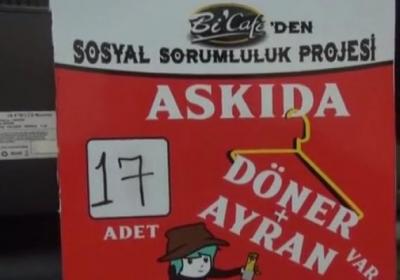 Bi'Cafe'DEN
SOSYAL SORUMLULUK PROJESİ
ASKIDA
17
ADET
DÖNER
+
AYRAN
VAR